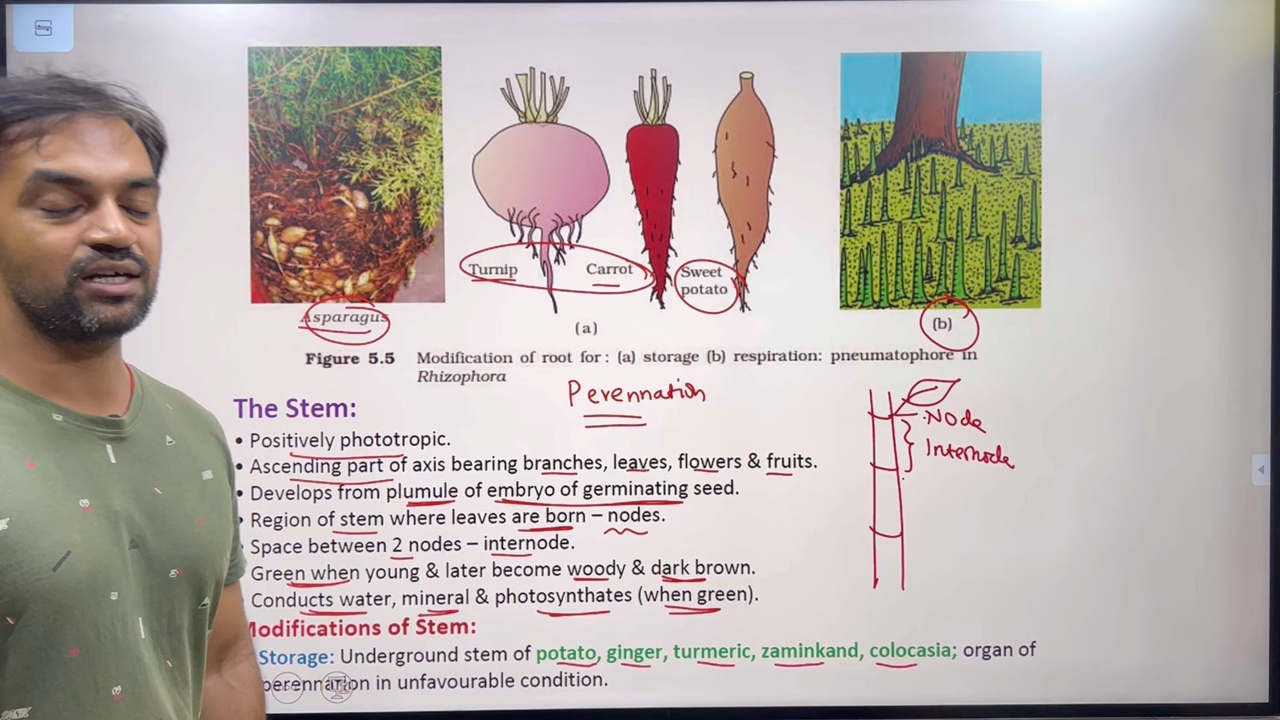 Turnip Carrot Sweet
potato
Asparagus
(a)
(b)
Figure 5.5 Modification of root for: (a) storage (b) respiration: pneumatophore in
Rhizophora
Perennation
The Stem:
• Positively phototropic.
• Ascending part of axis bearing branches, leaves, flowers & fruits.
• Develops from plumule of embryo of germinating seed.
• Region of stem where leaves are born – nodes.
• Space between 2 nodes – internode.
Green when young & later become woody & dark brown.
Conducts water, mineral & photosynthates (when green).
Modifications of Stem:
Storage: Underground stem of potato, ginger, turmeric, zaminkand, colocasia; organ of
perennation in unfavourable condition.
Node
Internode